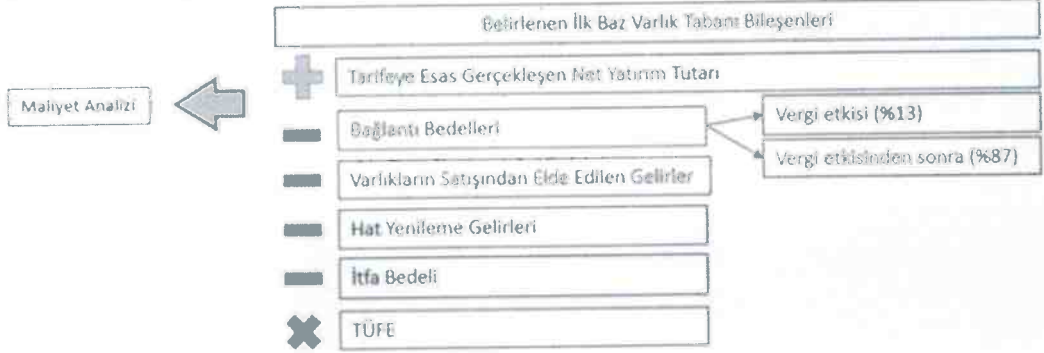 Belirlenen İlk Baz Varlık Tabanı Bileşenleri
Tarifeye Esas Gerçekleşen Net Yatırım Tutarı
Maliyet Analizi
Bağlantı Bedelleri
Vergi etkisi (%13)
Vergi etkisinden sonra (%87)
Varlıkların Satışından Elde Edilen Gelirler
Hat Yenileme Gelirleri
İtfa Bedeli
TÜFE